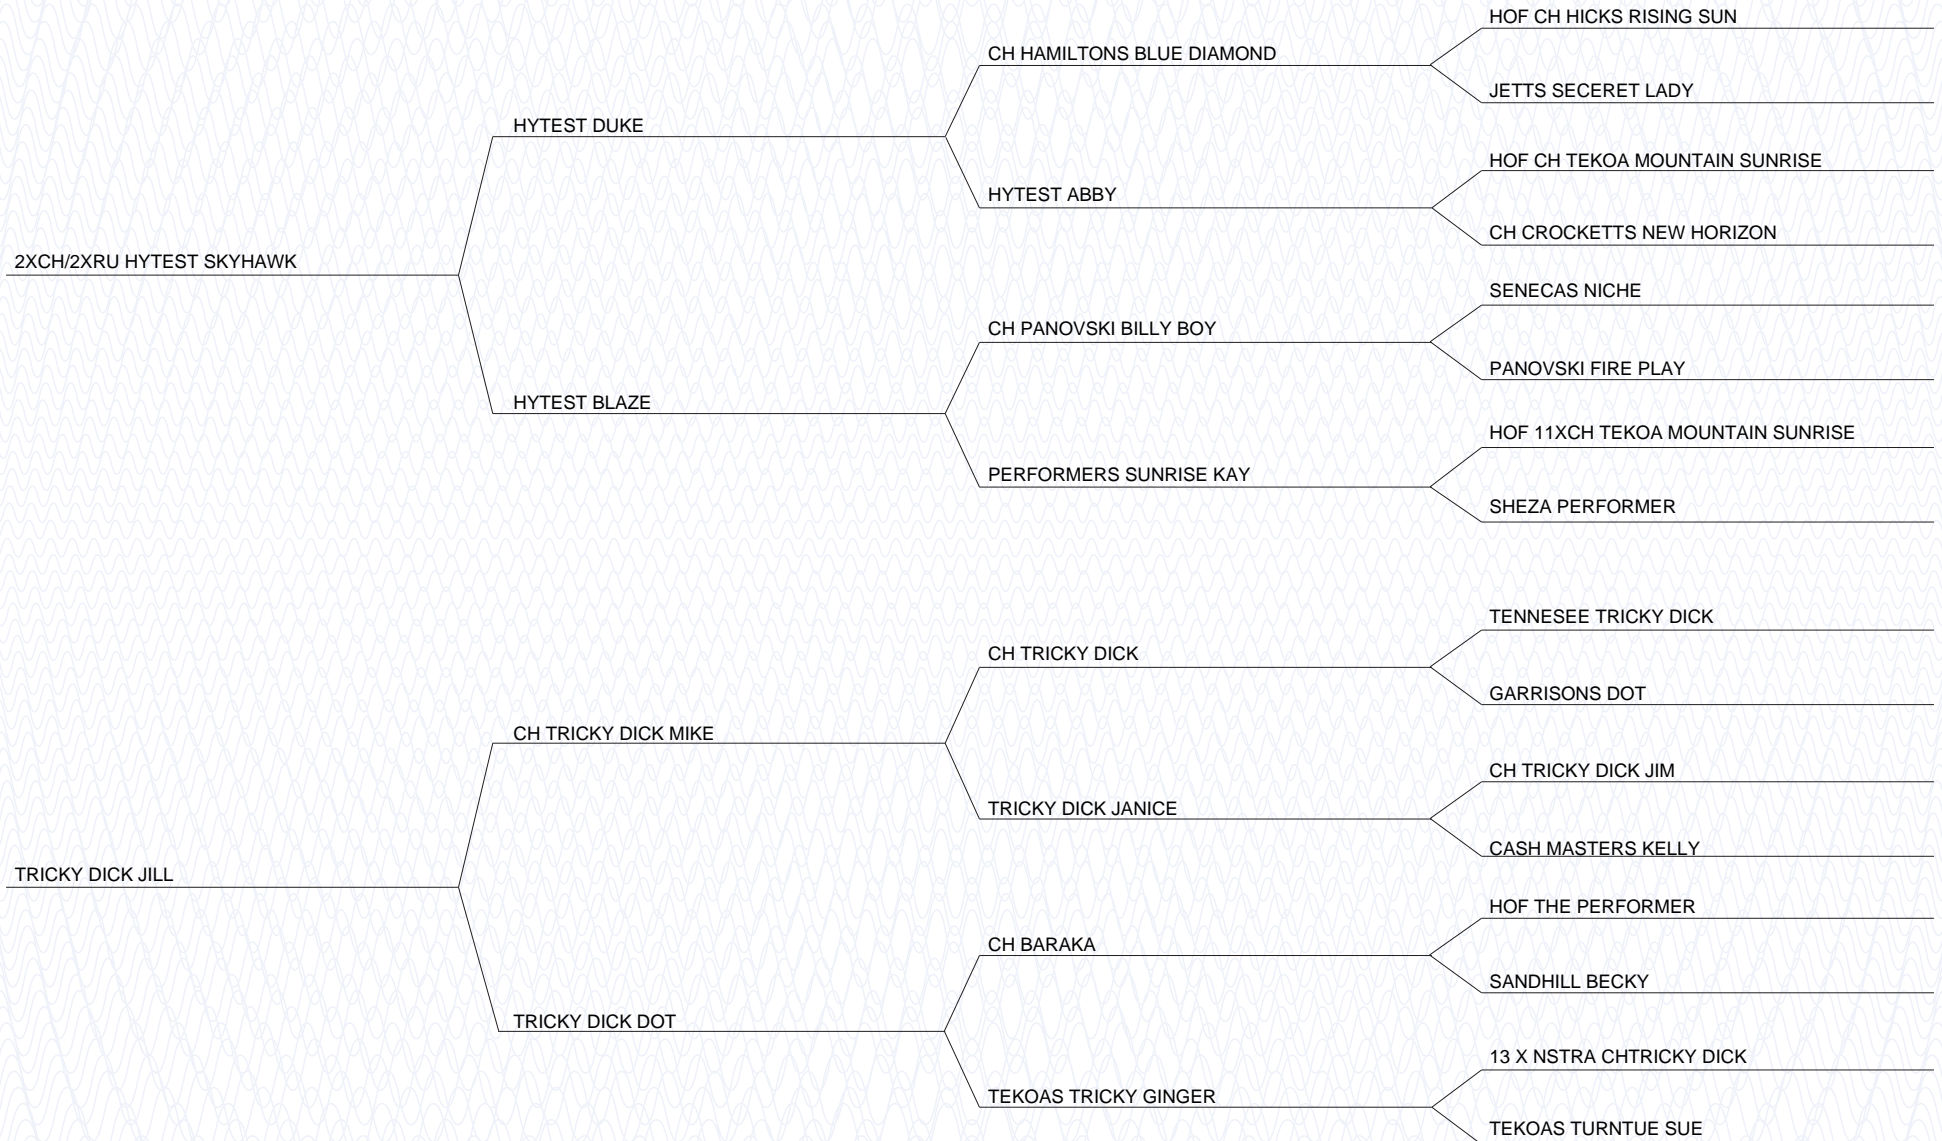 HOF CH HICKS RISING SUN
CH HAMILTONS BLUE DIAMOND
JETTS SECERET LADY
HYTEST DUKE
HOF CH TEKOA MOUNTAIN SUNRISE
HYTEST ABBY
CH CROCKETTS NEW HORIZON
2XCH/2XRU HYTEST SKYHAWK
SENECAS NICHE
CH PANOVSKI BILLY BOY
PANOVSKI FIRE PLAY
HYTEST BLAZE
HOF 11XCH TEKOA MOUNTAIN SUNRISE
PERFORMERS SUNRISE KAY
SHEZA PERFORMER
TENNESEE TRICKY DICK
CH TRICKY DICK
GARRISONS DOT
CH TRICKY DICK MIKE
CH TRICKY DICK JIM
TRICKY DICK JANICE
CASH MASTERS KELLY
TRICKY DICK JILL
HOF THE PERFORMER
CH BARAKA
SANDHILL BECKY
TRICKY DICK DOT
13 X NSTRA CHTRICKY DICK
TEKOAS TRICKY GINGER
TEKOAS TURNTUE SUE